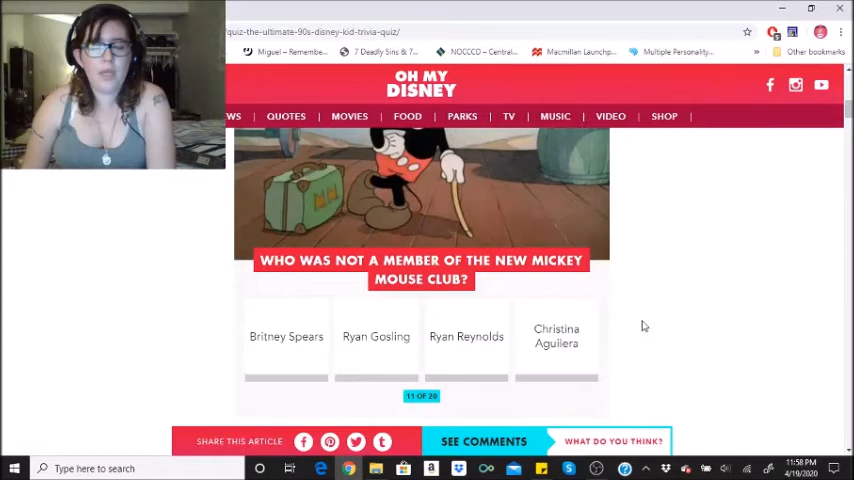 /quiz-the-ultimate-90s-disney-kid-trivia-quiz/
Miguel – Remembe...
7 Deadly Sins & 7...
NOCCCD – Central...
Macmillan Launchp...
Multiple Personality...
Other bookmarks
OH MY
DISNEY
WS
QUOTES
MOVIES
FOOD
PARKS
TV
MUSIC
VIDEO
SHOP
WHO WAS NOT A MEMBER OF THE NEW MICKEY
MOUSE CLUB?
Britney Spears
Ryan Gosling
Ryan Reynolds
Christina
Aguilera
11 OF 20
SHARE THIS ARTICLE
SEE COMMENTS
WHAT DO YOU THINK?
Type here to search
11:58 PM
4/19/2020